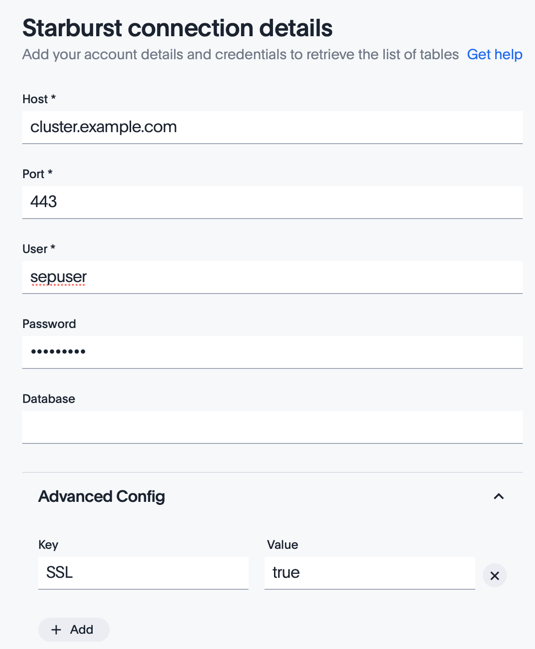 Starburst connection details
Add your account details and credentials to retrieve the list of tables Get help
Host *
cluster.example.com
Port *
443
User *
sepuser
Password
•••••••••
Database
Advanced Config
Key Value
SSL true
+ Add